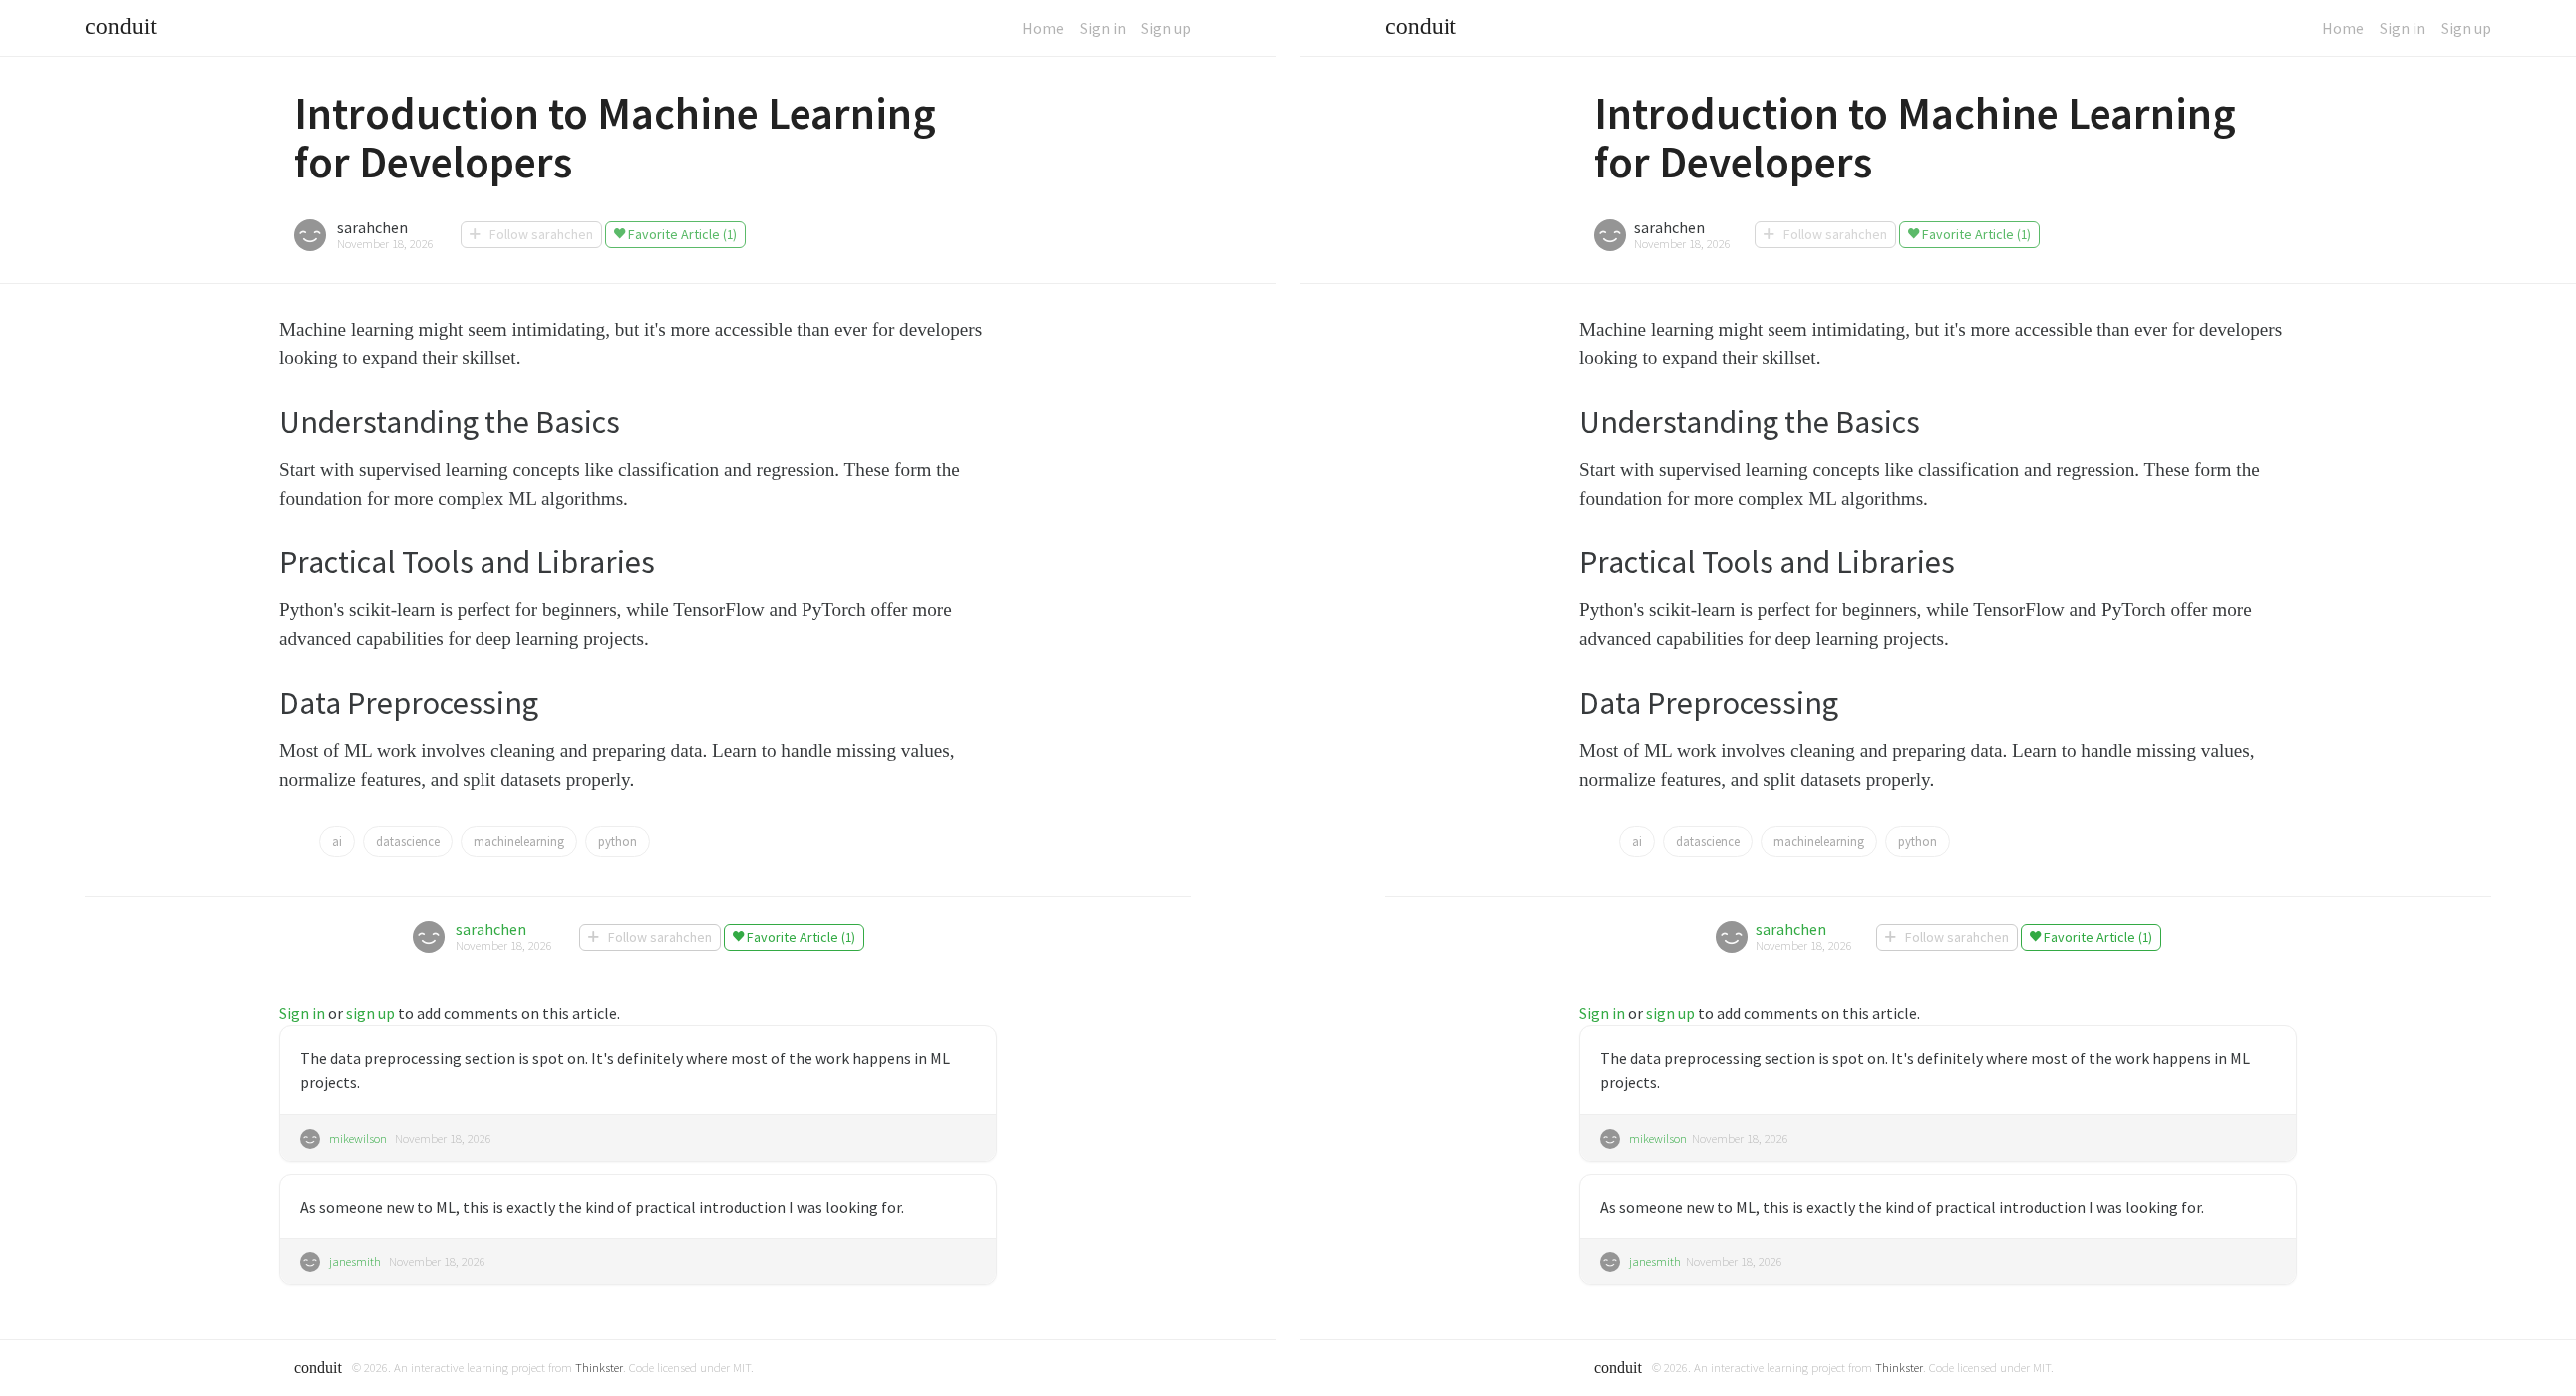 conduit
Home Sign in Sign up
Introduction to Machine Learning
for Developers
sarahchen
November 18, 2026
Follow sarahchen
Favorite Article (1)
Machine learning might seem intimidating, but it's more accessible than ever for developers
looking to expand their skillset.
Understanding the Basics
Start with supervised learning concepts like classification and regression. These form the
foundation for more complex ML algorithms.
Practical Tools and Libraries
Python's scikit-learn is perfect for beginners, while TensorFlow and PyTorch offer more
advanced capabilities for deep learning projects.
Data Preprocessing
Most of ML work involves cleaning and preparing data. Learn to handle missing values,
normalize features, and split datasets properly.
ai datascience machinelearning python
sarahchen
November 18, 2026
Follow sarahchen
Favorite Article (1)
Sign in or sign up to add comments on this article.
The data preprocessing section is spot on. It's definitely where most of the work happens in ML
projects.
mikewilson November 18, 2026
As someone new to ML, this is exactly the kind of practical introduction I was looking for.
janesmith November 18, 2026
conduit © 2026. An interactive learning project from Thinkster. Code licensed under MIT.
conduit
Home Sign in Sign up
Introduction to Machine Learning
for Developers
sarahchen
November 18, 2026
Follow sarahchen
Favorite Article (1)
Machine learning might seem intimidating, but it's more accessible than ever for developers
looking to expand their skillset.
Understanding the Basics
Start with supervised learning concepts like classification and regression. These form the
foundation for more complex ML algorithms.
Practical Tools and Libraries
Python's scikit-learn is perfect for beginners, while TensorFlow and PyTorch offer more
advanced capabilities for deep learning projects.
Data Preprocessing
Most of ML work involves cleaning and preparing data. Learn to handle missing values,
normalize features, and split datasets properly.
ai datascience machinelearning python
sarahchen
November 18, 2026
Follow sarahchen
Favorite Article (1)
Sign in or sign up to add comments on this article.
The data preprocessing section is spot on. It's definitely where most of the work happens in ML
projects.
mikewilson November 18, 2026
As someone new to ML, this is exactly the kind of practical introduction I was looking for.
janesmith November 18, 2026
conduit © 2026. An interactive learning project from Thinkster. Code licensed under MIT.